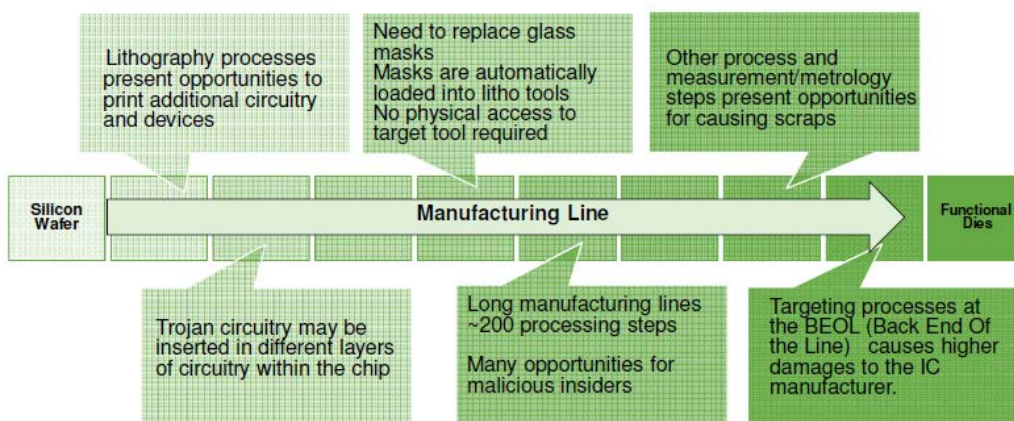 Lithography processes
present opportunities to
print additional circuitry
and devices
Need to replace glass
masks
Masks are automatically
loaded into litho tools
No physical access to
target tool required
Other process and
measurement/metrology
steps present opportunities
for causing scraps
Silicon
Wafer
Manufacturing Line
Functional
Dies
Trojan circuitry may be
inserted in different layers
of circuitry within the chip
Long manufacturing lines
~200 processing steps
Many opportunities for
malicious insiders
Targeting processes at
the BEOL (Back End Of
the Line) causes higher
damages to the IC
manufacturer.